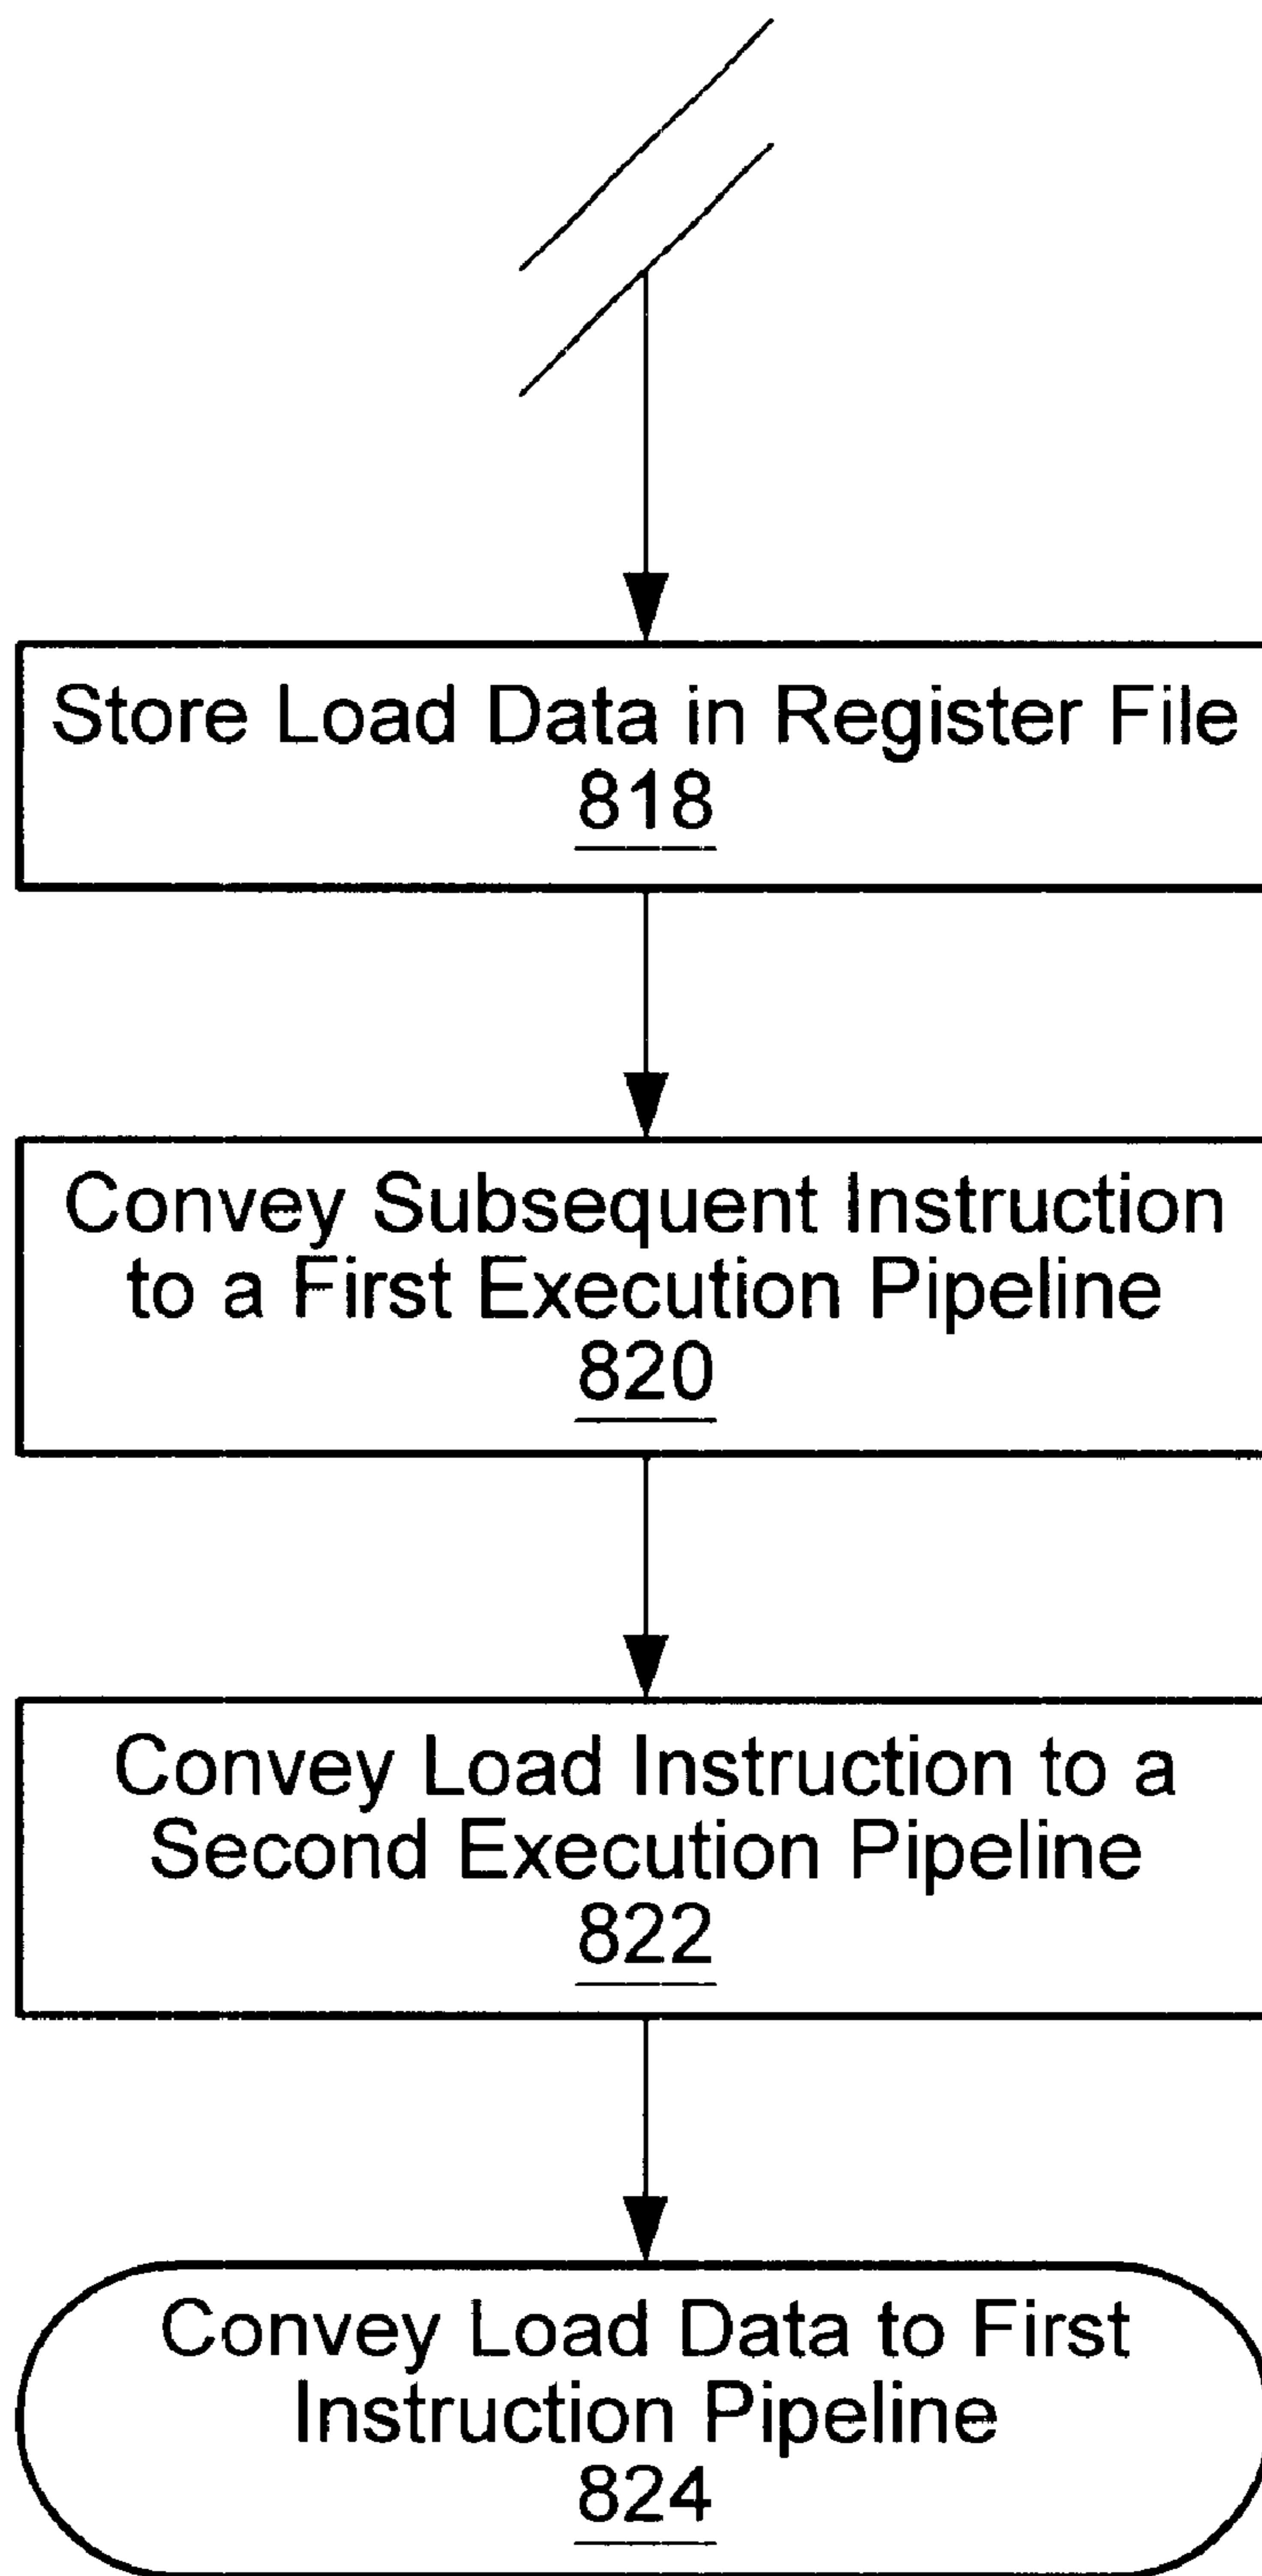 Store Load Data in Register File
818
Convey Subsequent Instruction
to a First Execution Pipeline
820
Convey Load Instruction to a
Second Execution Pipeline
822
Convey Load Data to First
Instruction Pipeline
824